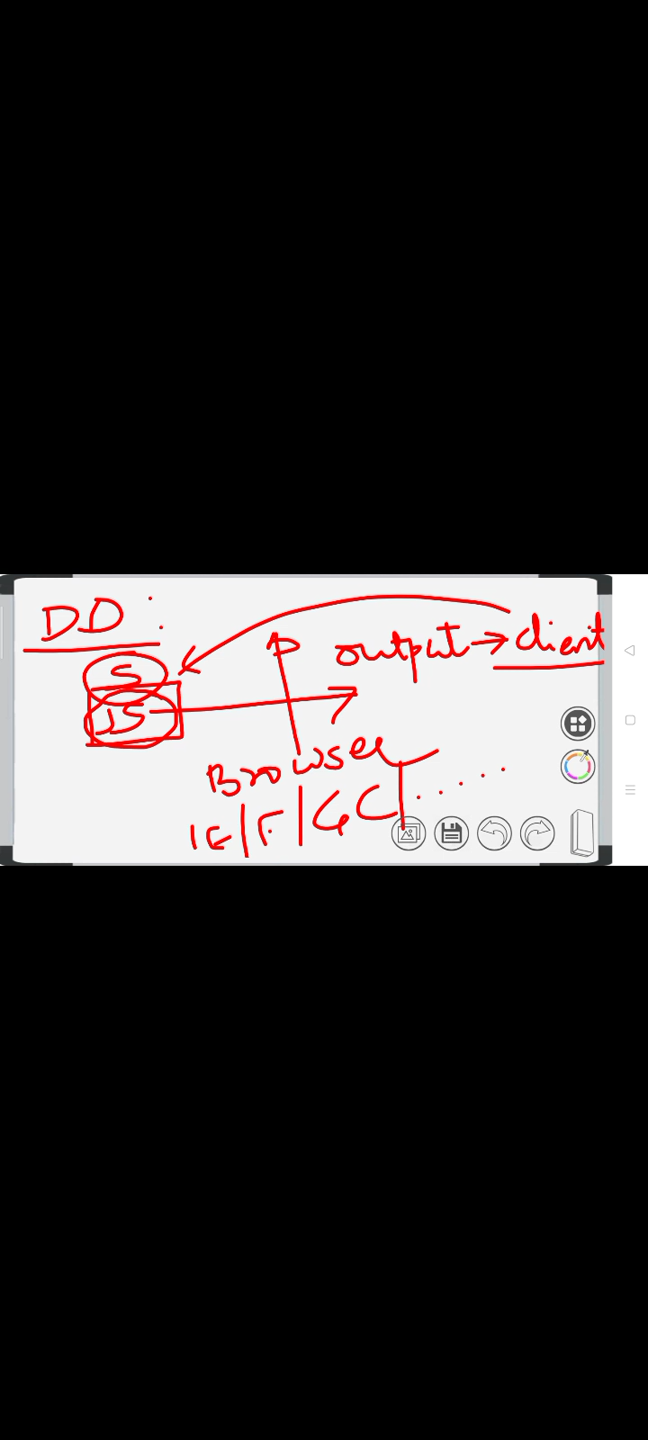 DD :
S
output → client
JS
Browser
IE/F/GC/.....